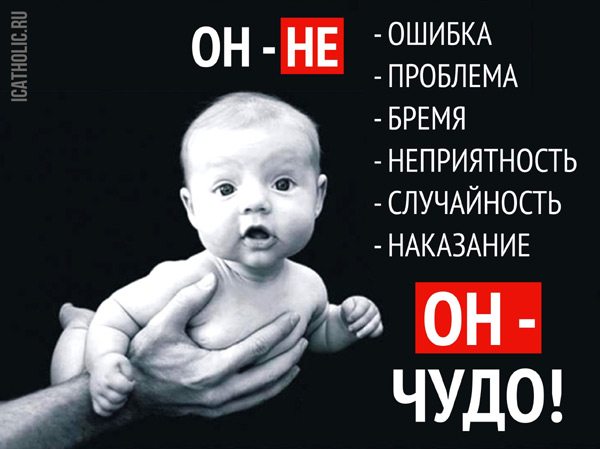 ICATHOLIC.RU
ОН - НЕ
- ОШИБКА
- ПРОБЛЕМА
- БРЕМЯ
- НЕПРИЯТНОСТЬ
- СЛУЧАЙНОСТЬ
- НАКАЗАНИЕ
ОН -
ЧУДО!